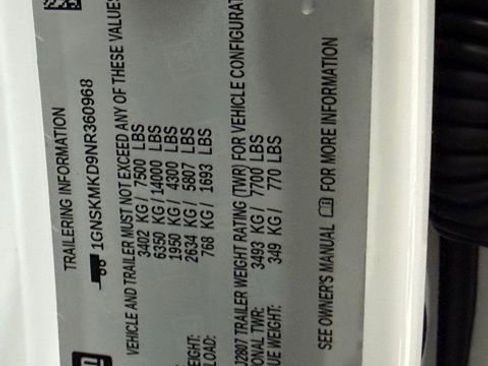 TRAILERING INFORMATION
1GNSKMKD9NR360968
VEHICLE AND TRAILER MUST NOT EXCEED ANY OF THESE VALUES
3402 KG / 7500 LBS
6350 KG / 14000 LBS
1950 KG / 4300 LBS
2634 KG / 5807 LBS
EIGHT: 768 KG / 1693 LBS
LOAD:
J2807 TRAILER WEIGHT RATING (TWR) FOR VEHICLE CONFIGURAT
ONAL TWR: 3493 KG / 7700 LBS
UE WEIGHT: 349 KG / 770 LBS
SEE OWNER'S MANUAL FOR MORE INFORMATION